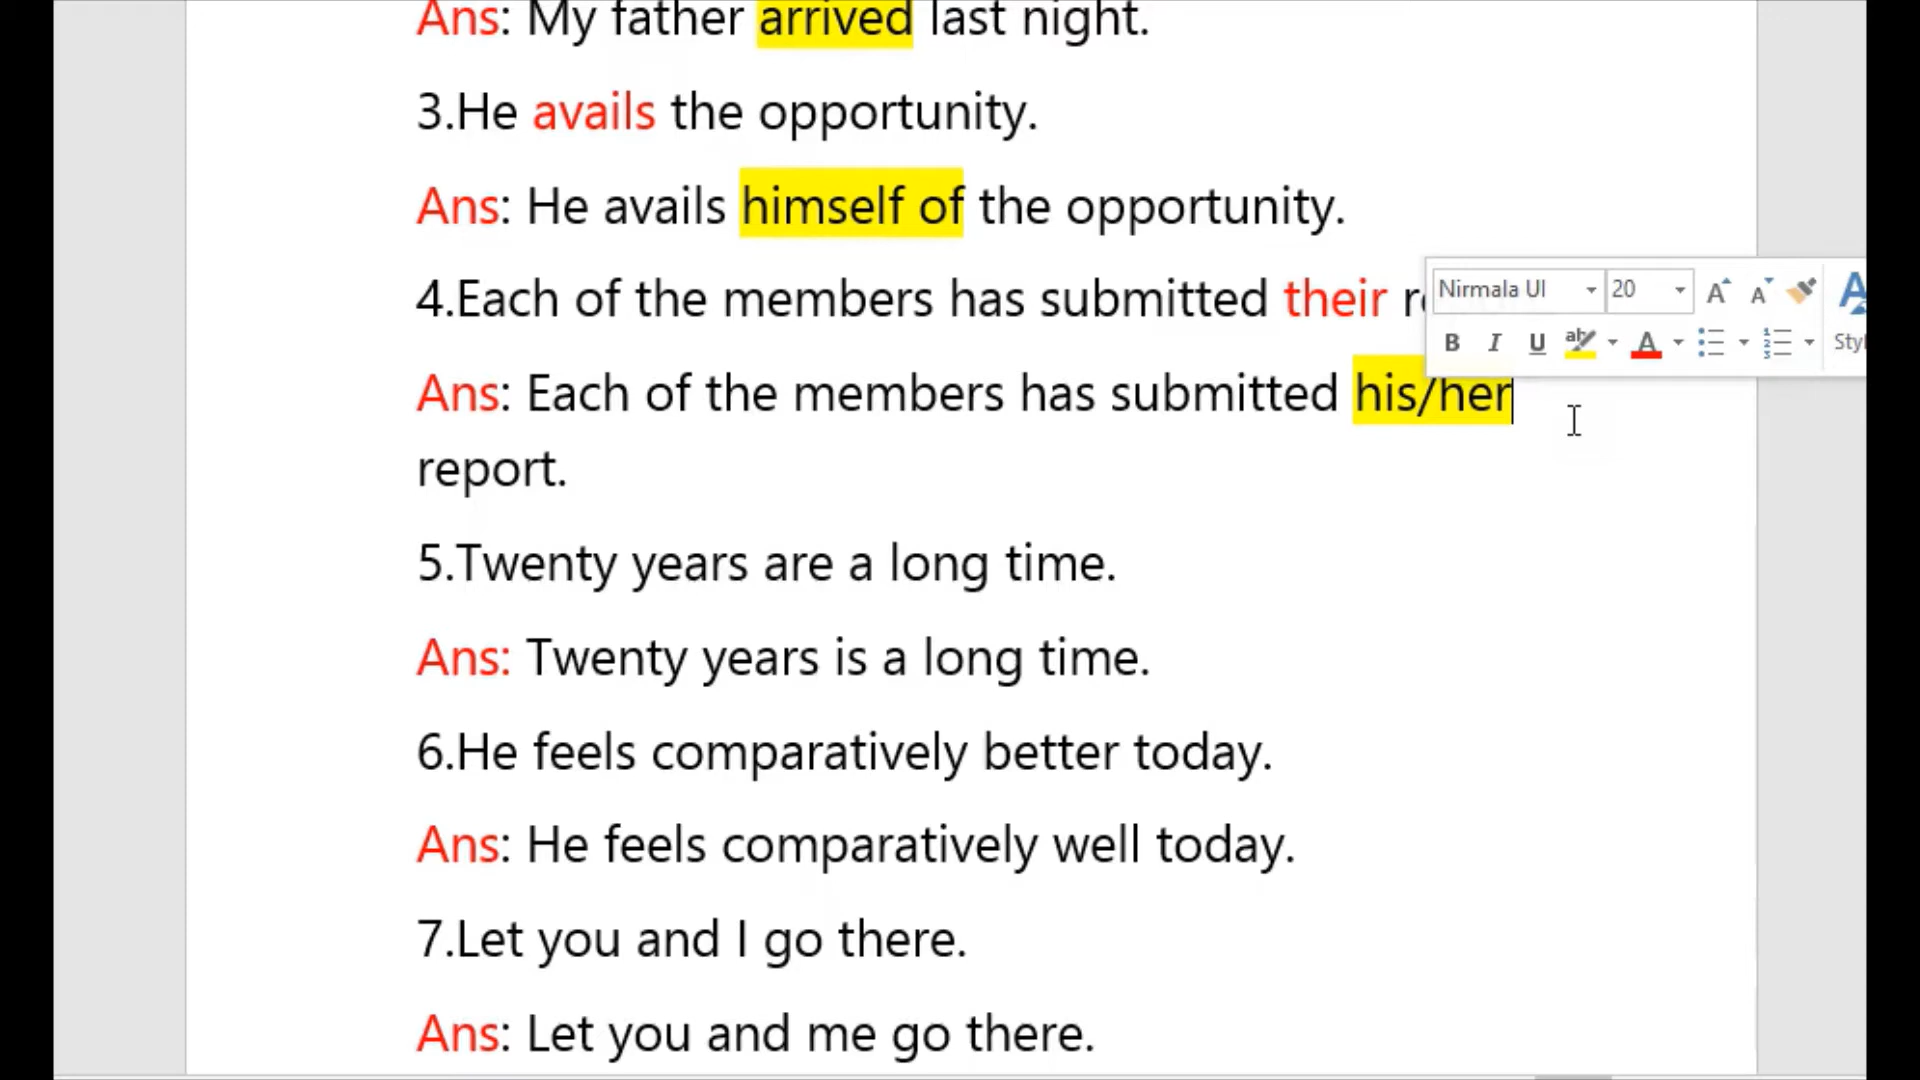 Ans: My father arrived last night.
3.He avails the opportunity.
Ans: He avails himself of the opportunity.
4.Each of the members has submitted their
Nirmala UI 20
B I U
Ans: Each of the members has submitted his/her
report.
5.Twenty years are a long time.
Ans: Twenty years is a long time.
6.He feels comparatively better today.
Ans: He feels comparatively well today.
7.Let you and I go there.
Ans: Let you and me go there.